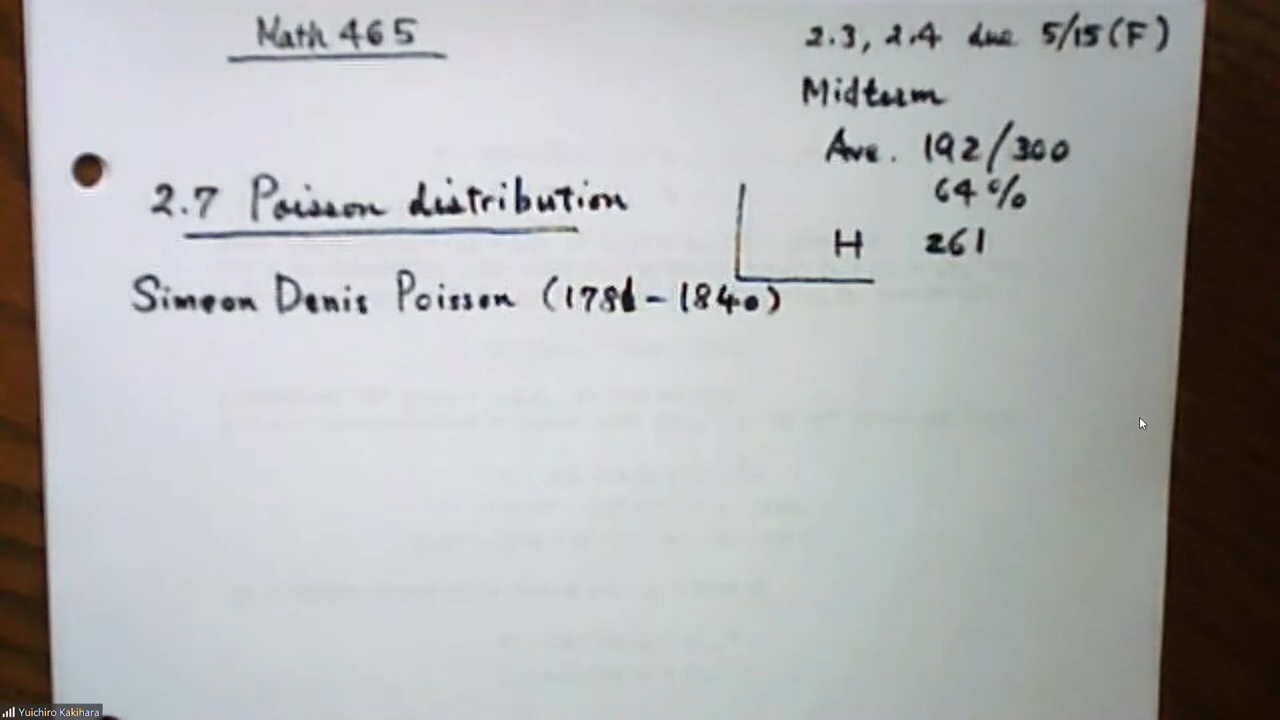 Math 465
2.3, 2.4 due 5/15 (F)
Midterm
Ave. 192/300
64%
H 261
2.7 Poisson distribution
Simeon Denis Poisson (1781-1840)
Yuichiro Kakihara